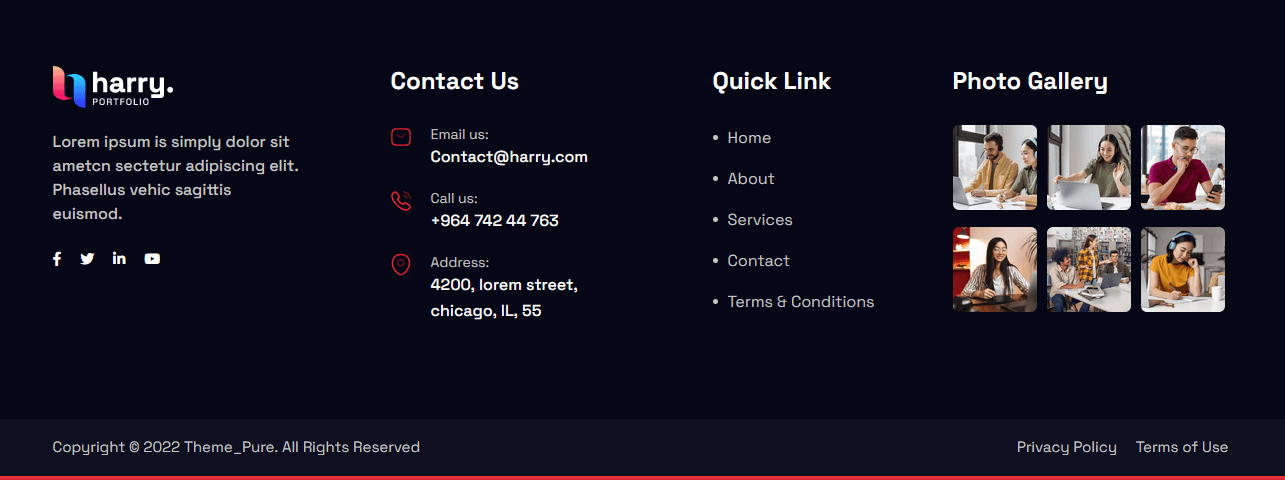 harry.
PORTFOLIO
Lorem ipsum is simply dolor sit
ametcn sectetur adipiscing elit.
Phasellus vehic sagittis
euismod.
Contact Us
Email us:
Contact@harry.com
Call us:
+964 742 44 763
Address:
4200, lorem street,
chicago, IL, 55
Quick Link
Home
About
Services
Contact
Terms & Conditions
Photo Gallery
Copyright © 2022 Theme_Pure. All Rights Reserved
Privacy Policy
Terms of Use